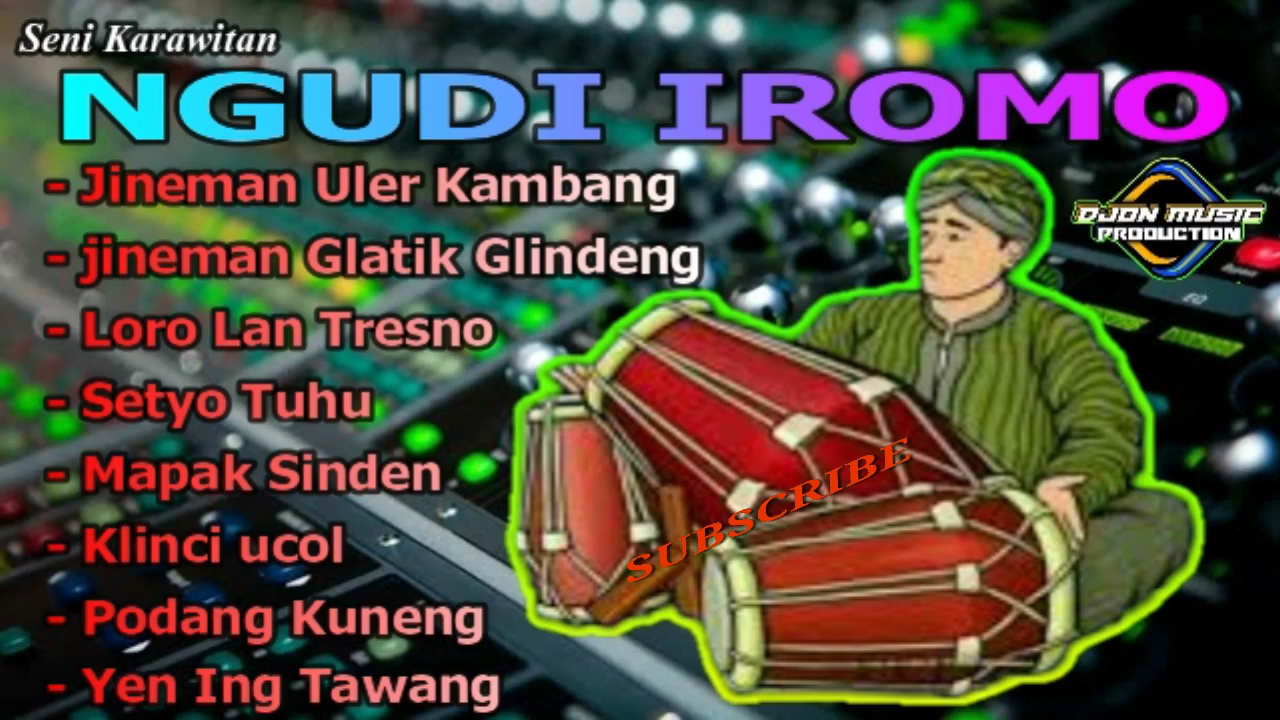 Seni Karawitan
NGUDI IROMO
- Jineman Uler Kambang
- jineman Glatik Glindeng
- Loro Lan Tresno
- Setyo Tuhu
- Mapak Sinden
- Klinci ucol
- Podang Kuneng
- Yen Ing Tawang
DJON MUSIC
PRODUCTION
EQ
SUBSCRIBE